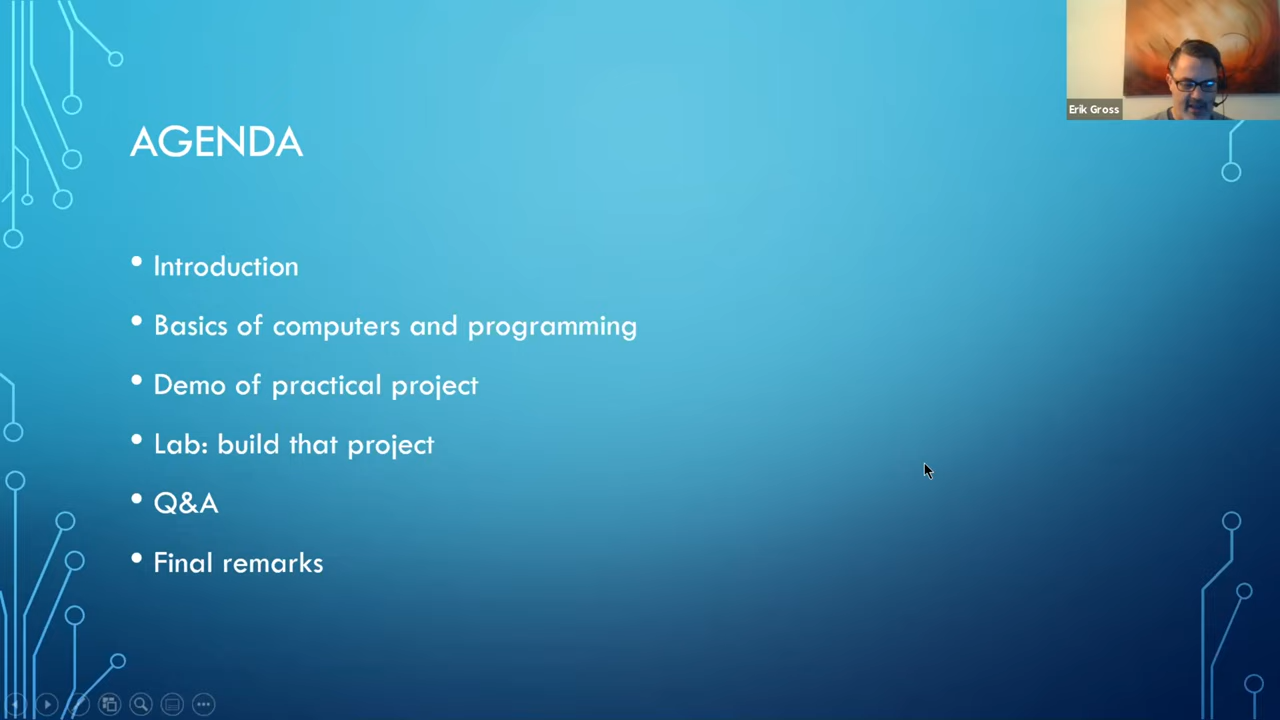 Erik Gross
AGENDA
• Introduction
• Basics of computers and programming
• Demo of practical project
• Lab: build that project
• Q&A
• Final remarks